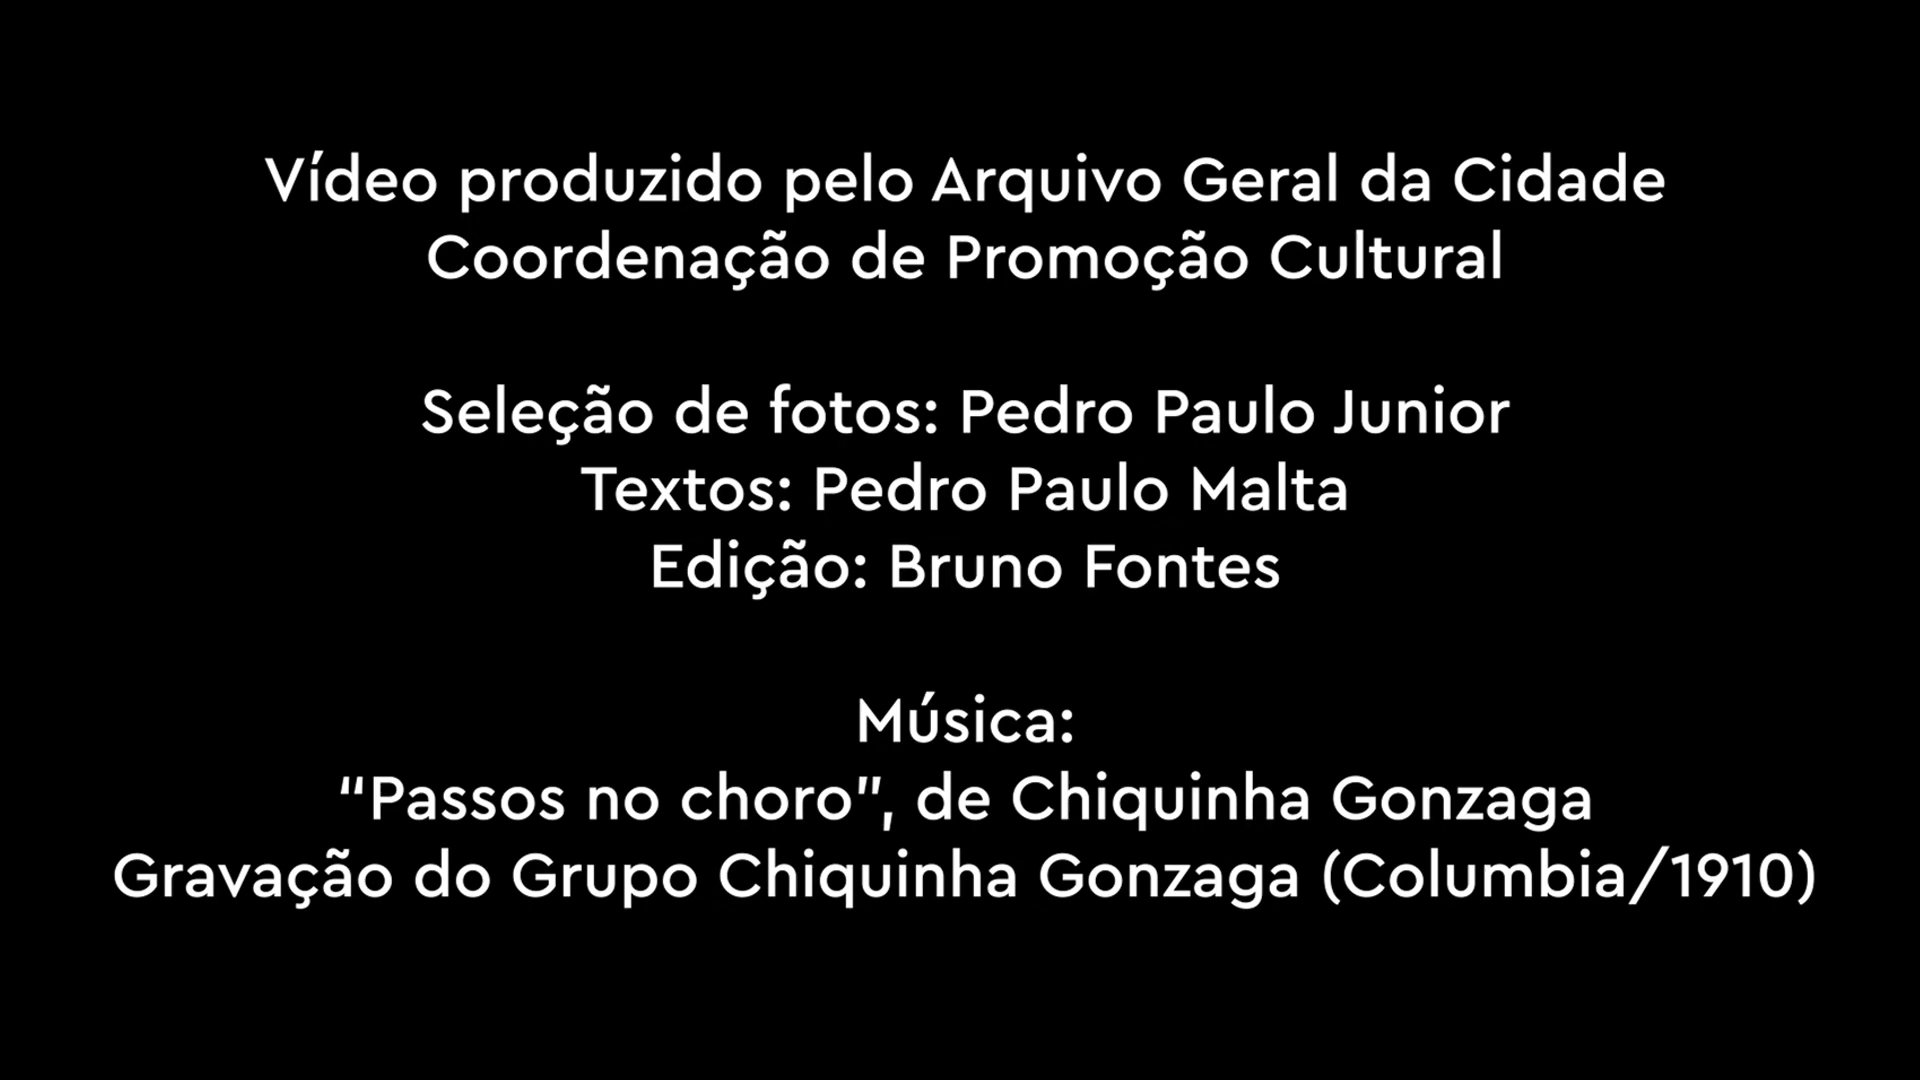 Vídeo produzido pelo Arquivo Geral da Cidade
Coordenação de Promoção Cultural
Seleção de fotos: Pedro Paulo Junior
Textos: Pedro Paulo Malta
Edição: Bruno Fontes
Música:
“Passos no choro”, de Chiquinha Gonzaga
Gravação do Grupo Chiquinha Gonzaga (Columbia/1910)